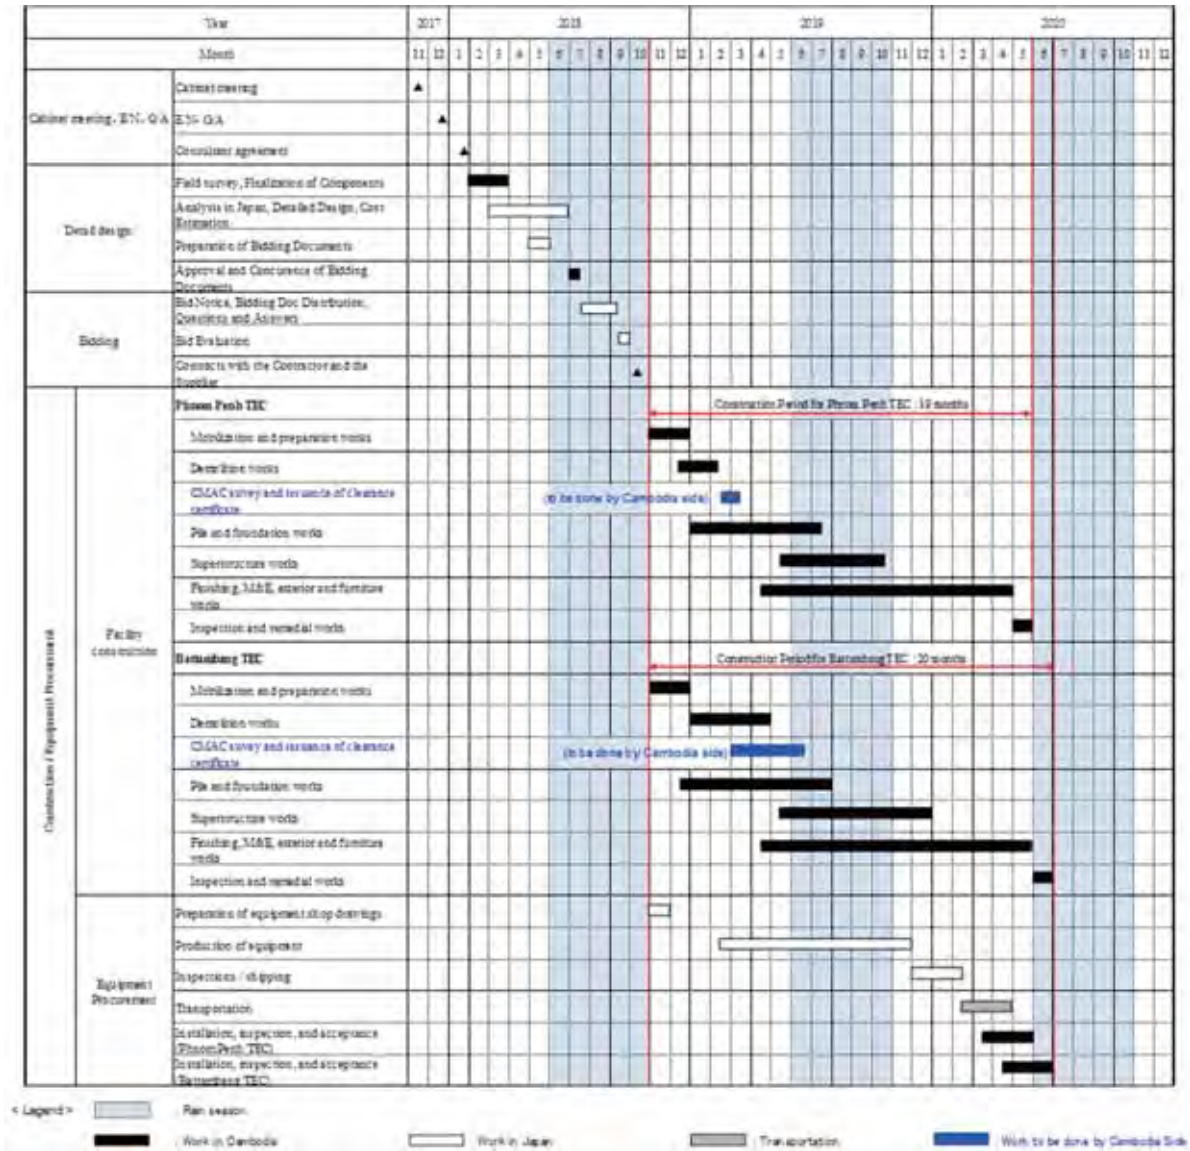 Year 2017 2018 2019 2020
Month 11 12 1 2 3 4 5 6 7 8 9 10 11 12 1 2 3 4 5 6 7 8 9 10 11 12 1 2 3 4 5 6 7 8 9 10 11 12
Cabinet meeting, E/N, G/A
Cabinet meeting
E/N G/A
Consultant agreement
Detail design
Field survey, Finalization of Components
Analysis in Japan, Detailed Design, Cost
Estimation
Preparation of Bidding Documents
Approval and Concurrence of Bidding
Documents
Bidding
Bid Notice, Bidding Doc Distribution,
Questions and Answers
Bid Evaluation
Contracts with the Contractor and the
Supplier
Construction / Equipment Procurement
Facility
construction
Phnom Penh TEC
Construction Period for Phnom Penh TEC : 19 months
Mobilization and preparation works
Demolition works
CMAC survey and issuance of clearance
certificate
(to be done by Cambodia side)
Pile and foundation works
Superstructure works
Finishing, M&E, exterior and furniture
works
Inspection and remedial works
Battambang TEC
Construction Period for Battambang TEC : 20 months
Mobilization and preparation works
Demolition works
CMAC survey and issuance of clearance
certificate
(to be done by Cambodia side)
Pile and foundation works
Superstructure works
Finishing, M&E, exterior and furniture
works
Inspection and remedial works
Equipment
Procurement
Preparation of equipment shop drawings
Production of equipment
Inspections / shipping
Transportation
Installation, inspection, and acceptance
(Phnom Penh TEC)
Installation, inspection, and acceptance
(Battambang TEC)
< Legend > : Rain season
: Work in Cambodia : Work in Japan : Transportation : Work to be done by Cambodia Side